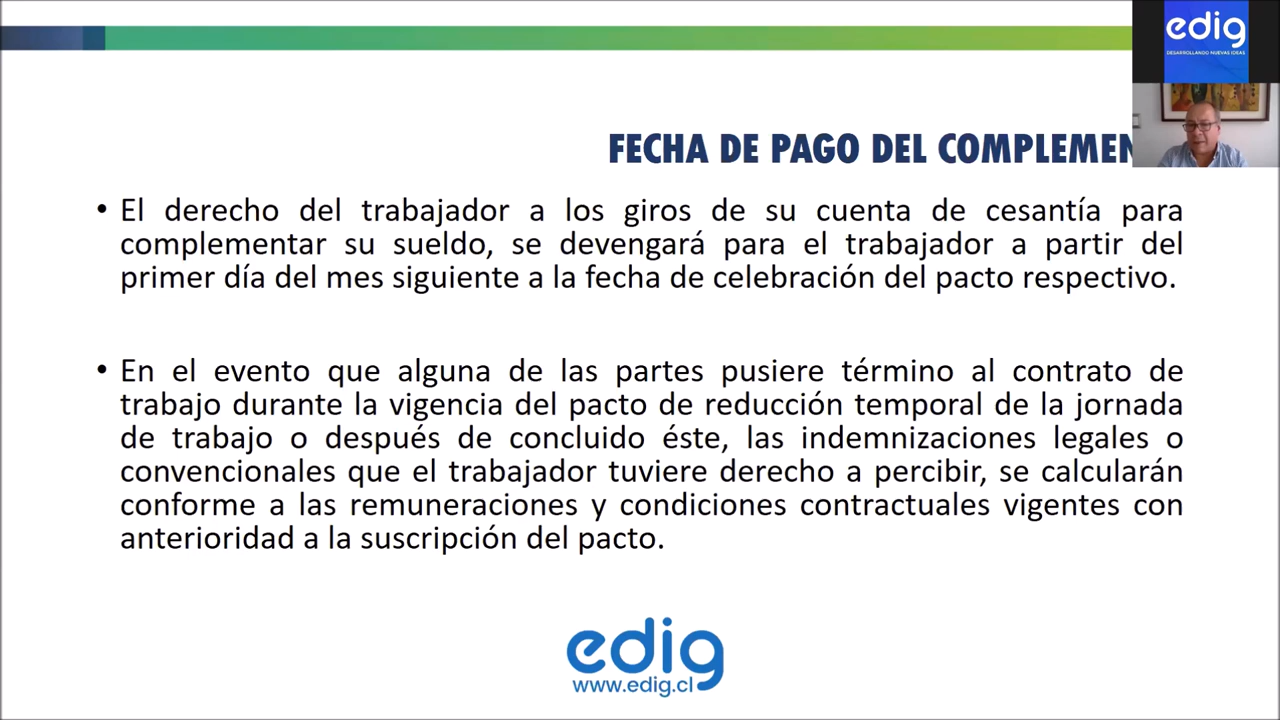 edig
DESARROLLANDO NUEVAS IDEAS
FECHA DE PAGO DEL COMPLEMEN
• El derecho del trabajador a los giros de su cuenta de cesantía para
complementar su sueldo, se devengará para el trabajador a partir del
primer día del mes siguiente a la fecha de celebración del pacto respectivo.
• En el evento que alguna de las partes pusiere término al contrato de
trabajo durante la vigencia del pacto de reducción temporal de la jornada
de trabajo o después de concluido éste, las indemnizaciones legales o
convencionales que el trabajador tuviere derecho a percibir, se calcularán
conforme a las remuneraciones y condiciones contractuales vigentes con
anterioridad a la suscripción del pacto.
edig
www.edig.cl